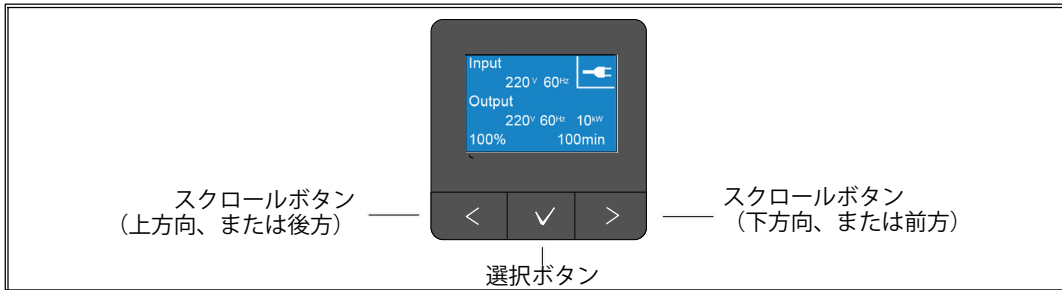 Input
220 V 60Hz
Output
220V 60Hz 10kW
100% 100min
スクロールボタン
（上方向、または後方）
スクロールボタン
（下方向、または前方）
選択ボタン